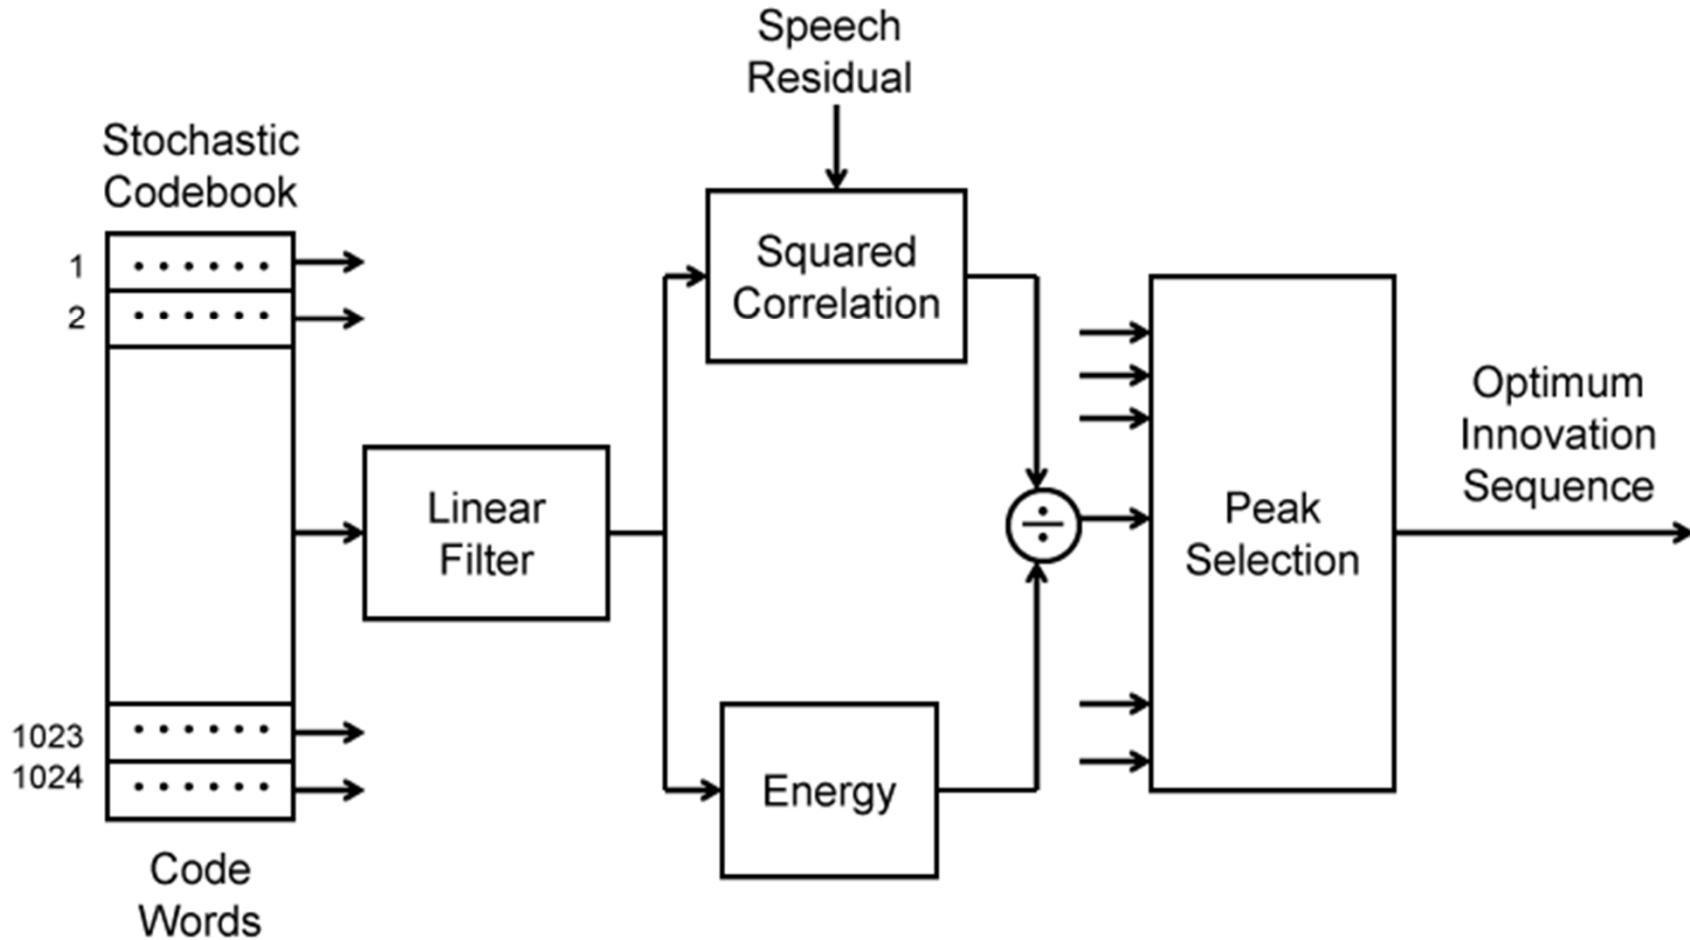 Speech
Residual
Stochastic
Codebook
1
2
1023
1024
Code
Words
Linear
Filter
Squared
Correlation
Energy
÷
Peak
Selection
Optimum
Innovation
Sequence